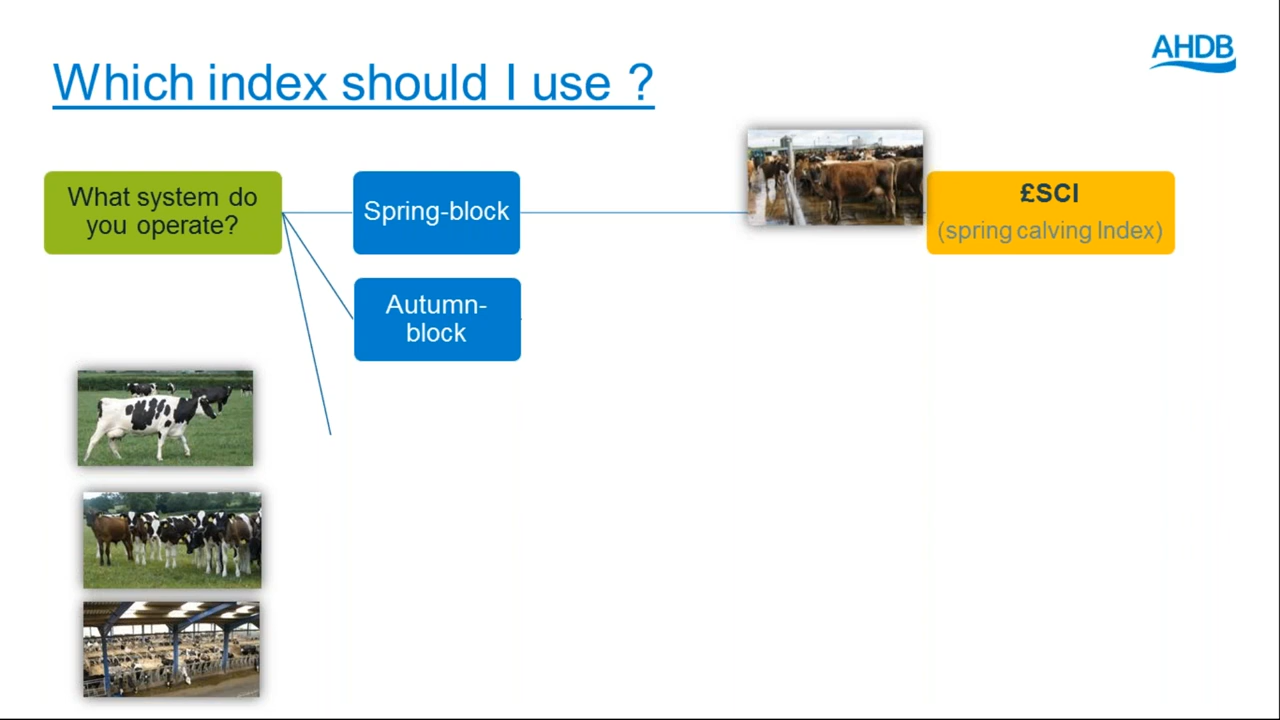 AHDB
Which index should I use ?
What system do
you operate?
Spring-block
£SCI
(spring calving Index)
Autumn-
block